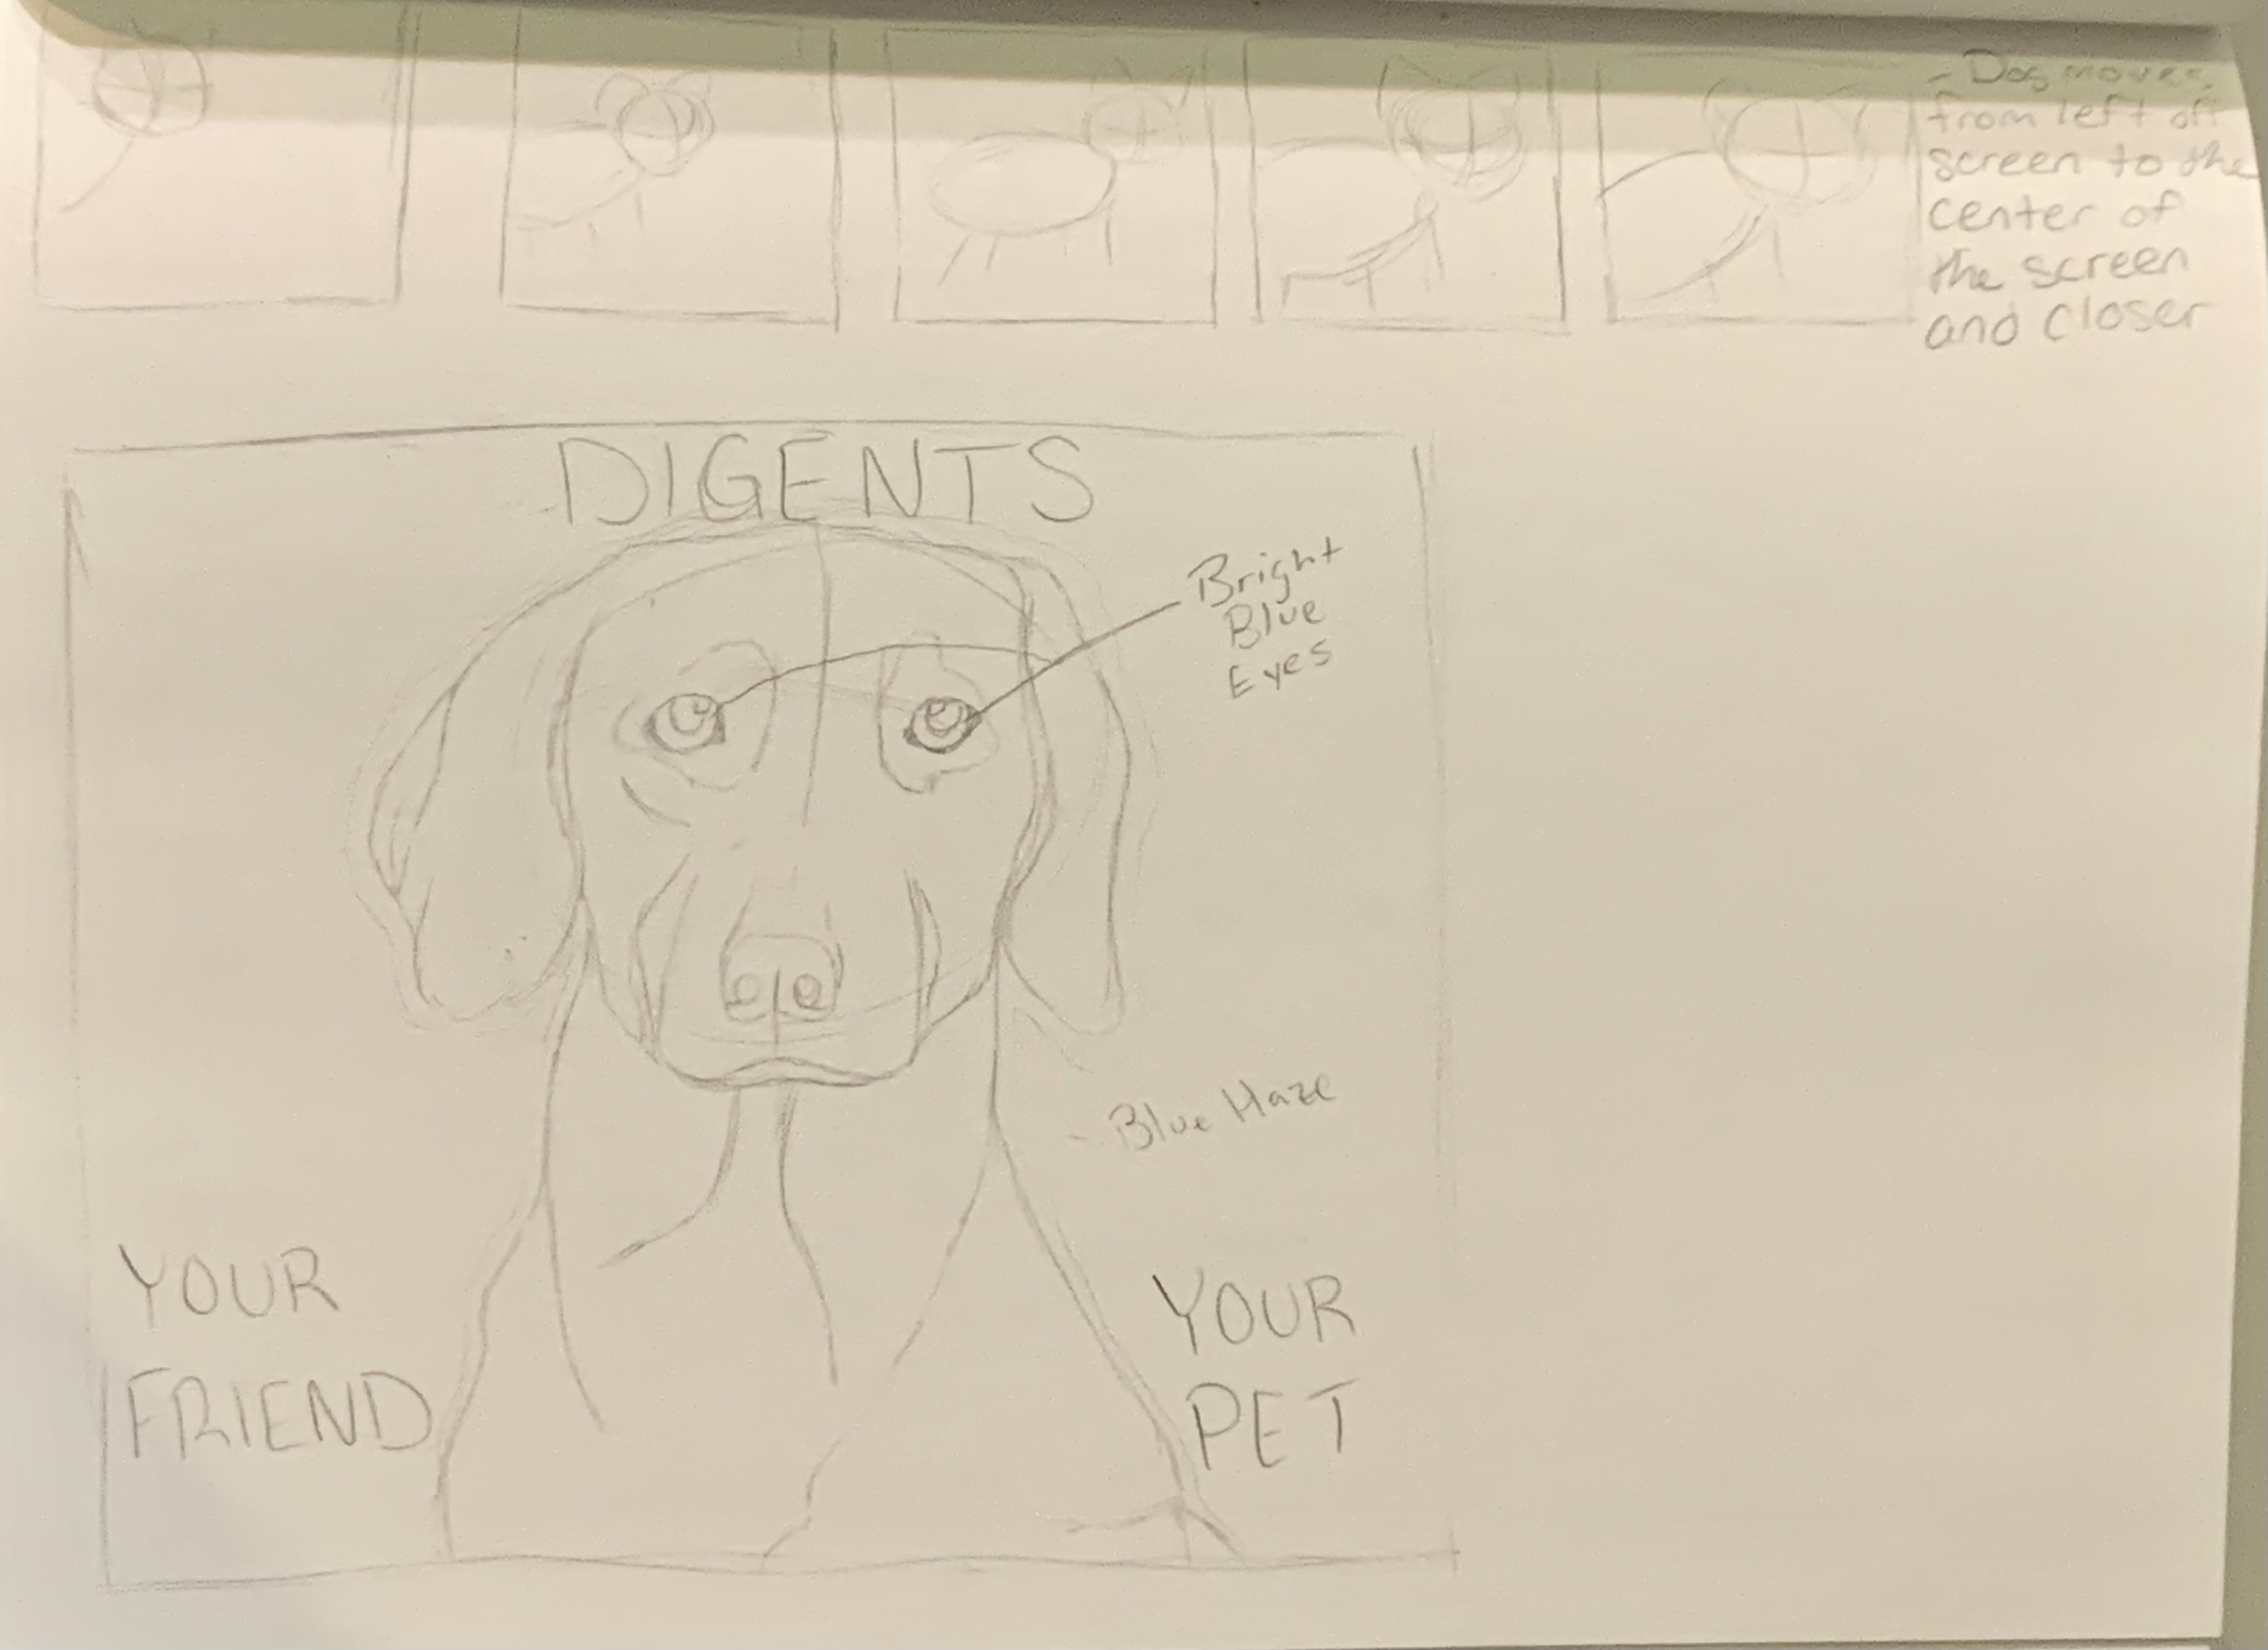 - Dog moves
from left off
screen to the
center of
the screen
and closer
DIGENTS
Bright
Blue
Eyes
- Blue Haze
YOUR
FRIEND
YOUR
PET